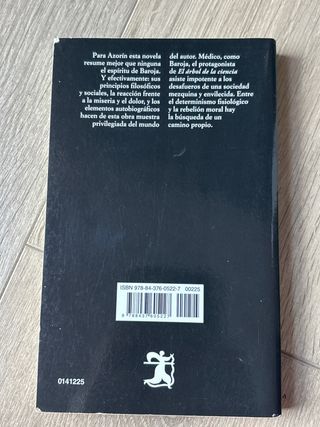 Para Azorín esta novela
resume mejor que ninguna
el espíritu de Baroja.
Y efectivamente: sus
principios filosóficos
y sociales, la reacción frente
a la miseria y el dolor, y los
elementos autobiográficos
hacen de esta obra muestra
privilegiada del mundo
del autor. Médico, como
Baroja, el protagonista
de El árbol de la ciencia
asiste impotente a los
desafueros de una sociedad
mezquina y envilecida. Entre
el determinismo fisiológico
y la rebelión moral hay
la búsqueda de un
camino propio.
ISBN 978-84-376-0522-7 00225
9 788437 605227
0141225